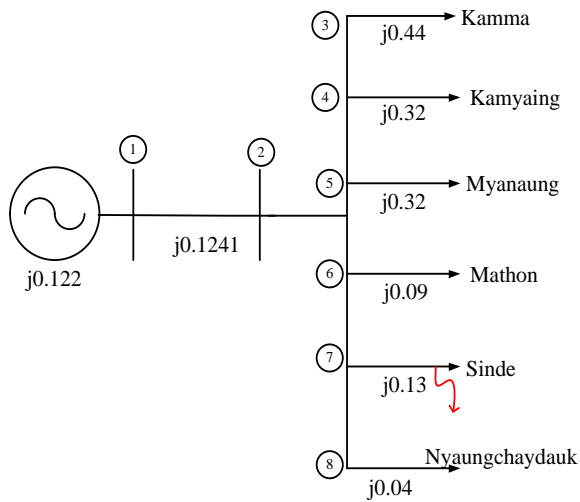 3
Kamma
j0.44
4
Kamyaing
j0.32
1
2
5
Myanaung
j0.32
j0.1241
j0.122
6
Mathon
j0.09
7
Sinde
j0.13
8
Nyaungchaydauk
j0.04